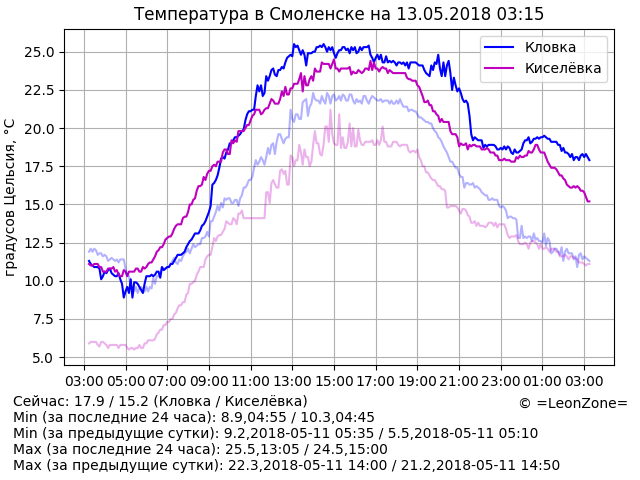 Температура в Смоленске на 13.05.2018 03:15
Кловка
Киселёвка
градусов Цельсия, °C
25.0
22.5
20.0
17.5
15.0
12.5
10.0
7.5
5.0
03:00 05:00 07:00 09:00 11:00 13:00 15:00 17:00 19:00 21:00 23:00 01:00 03:00
Сейчас: 17.9 / 15.2 (Кловка / Киселёвка)
© =LeonZone=
Min (за последние 24 часа): 8.9,04:55 / 10.3,04:45
Min (за предыдущие сутки): 9.2,2018-05-11 05:35 / 5.5,2018-05-11 05:10
Max (за последние 24 часа): 25.5,13:05 / 24.5,15:00
Max (за предыдущие сутки): 22.3,2018-05-11 14:00 / 21.2,2018-05-11 14:50